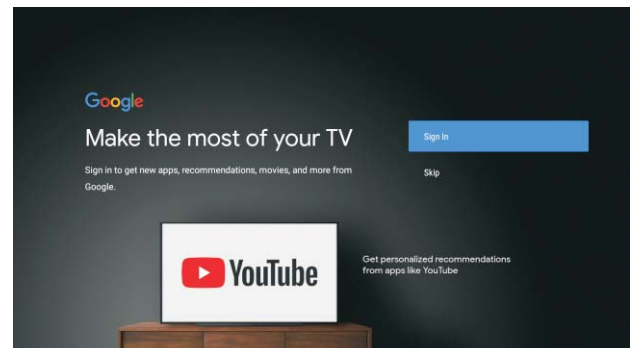 Google
Make the most of your TV
Sign in to get new apps, recommendations, movies, and more from
Google.
Sign In
Skip
YouTube
Get personalized recommendations
from apps like YouTube